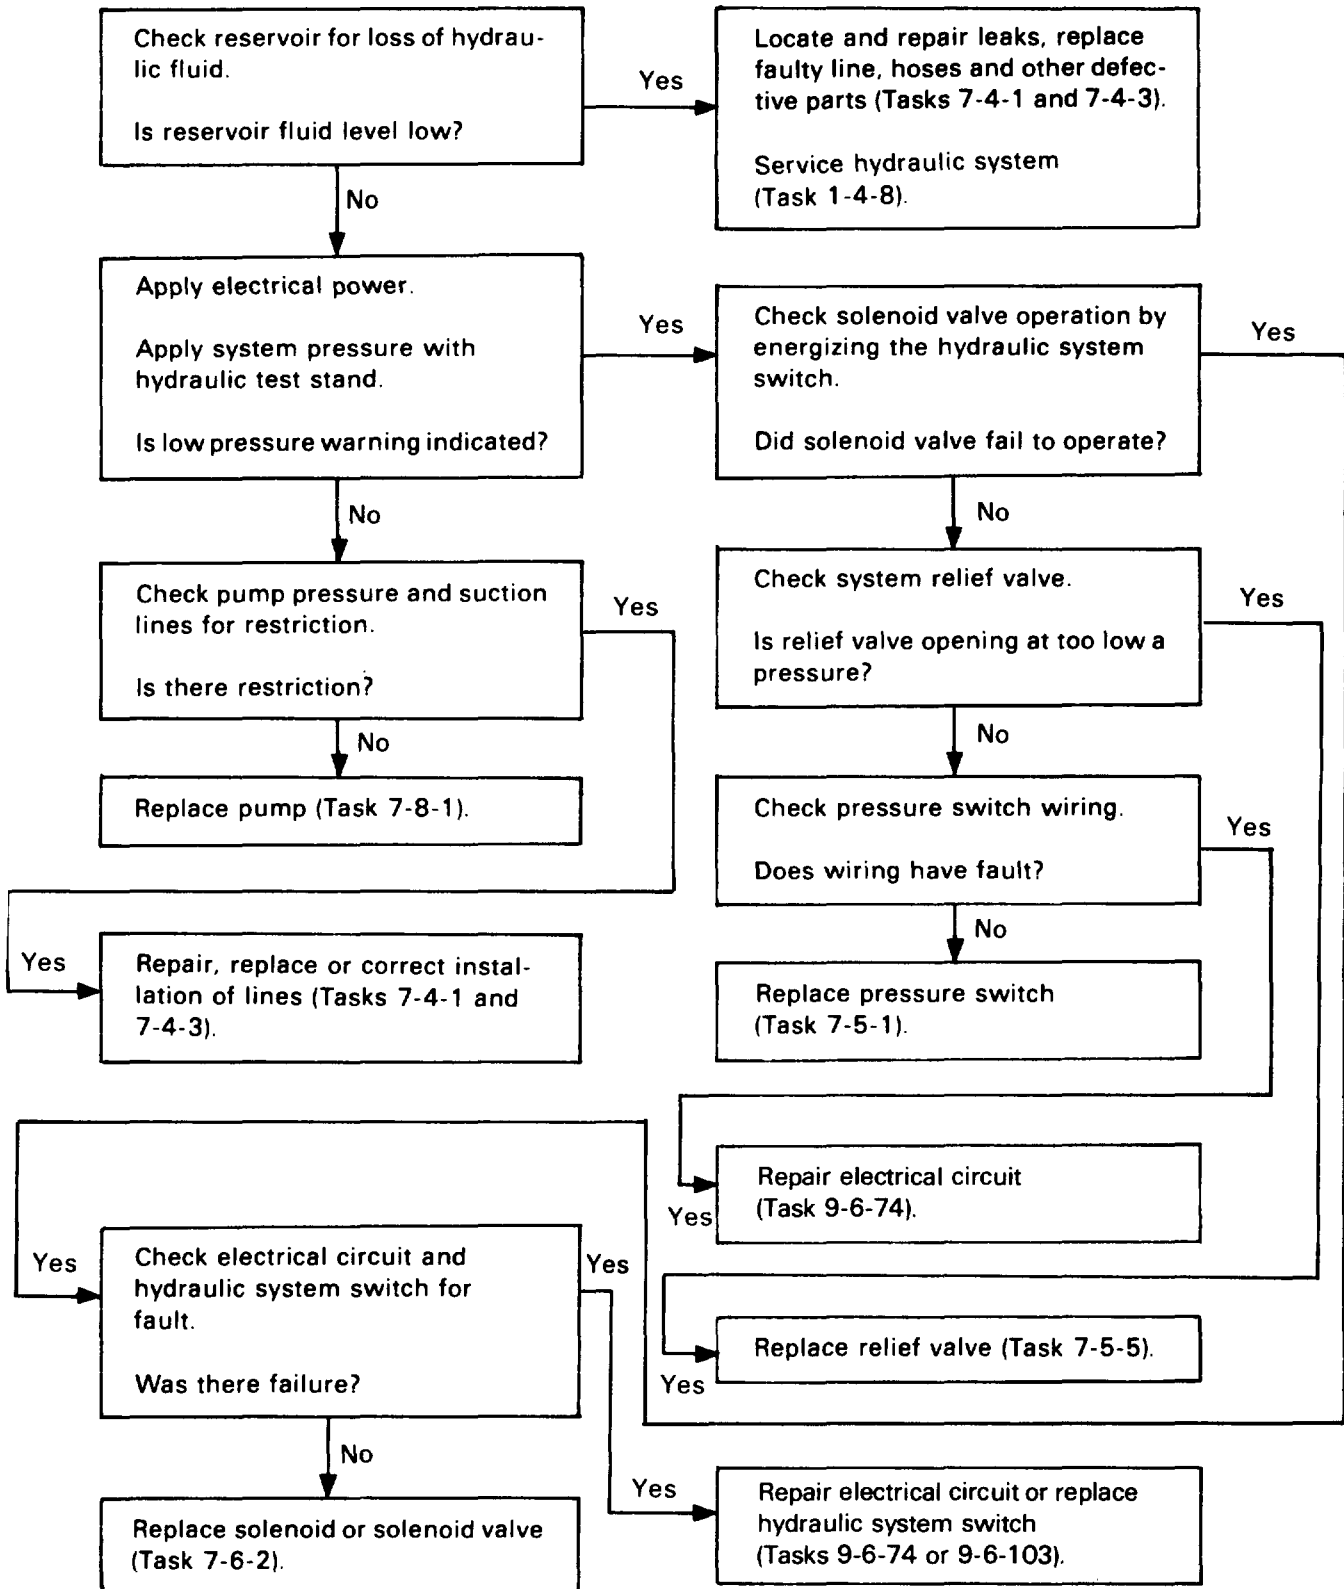 Check reservoir for loss of hydrau-
lic fluid.
Is reservoir fluid level low?
Yes
Locate and repair leaks, replace
faulty line, hoses and other defec-
tive parts (Tasks 7-4-1 and 7-4-3).
Service hydraulic system
(Task 1-4-8).
No
Apply electrical power.
Apply system pressure with
hydraulic test stand.
Is low pressure warning indicated?
Yes
Check solenoid valve operation by
energizing the hydraulic system
switch.
Did solenoid valve fail to operate?
Yes
No
No
Check pump pressure and suction
lines for restriction.
Is there restriction?
Yes
Check system relief valve.
Is relief valve opening at too low a
pressure?
Yes
No
No
Replace pump (Task 7-8-1).
Check pressure switch wiring.
Does wiring have fault?
Yes
No
Yes
Repair, replace or correct instal-
lation of lines (Tasks 7-4-1 and
7-4-3).
Replace pressure switch
(Task 7-5-1).
Yes
Repair electrical circuit
(Task 9-6-74).
Yes
Check electrical circuit and
hydraulic system switch for
fault.
Was there failure?
Yes
Yes
Replace relief valve (Task 7-5-5).
No
Yes
Replace solenoid or solenoid valve
(Task 7-6-2).
Repair electrical circuit or replace
hydraulic system switch
(Tasks 9-6-74 or 9-6-103).